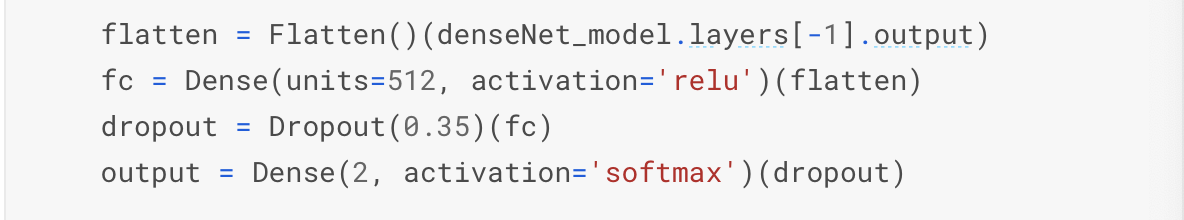 flatten = Flatten()(denseNet_model.layers[-1].output)
fc = Dense(units=512, activation='relu')(flatten)
dropout = Dropout(0.35)(fc)
output = Dense(2, activation='softmax')(dropout)